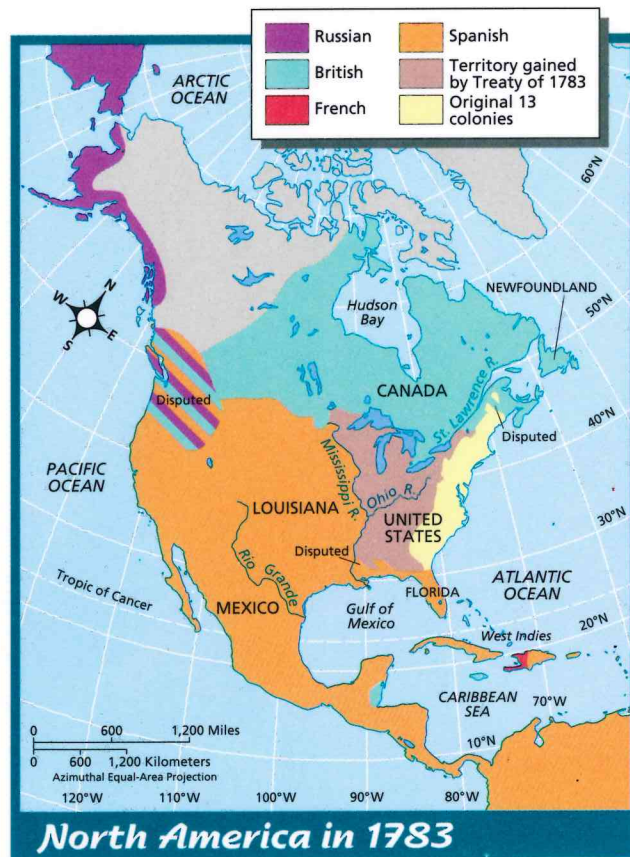 Russian
British
French
Spanish
Territory gained
by Treaty of 1783
Original 13
colonies
ARCTIC
OCEAN
60°N
N
W
E
S
Hudson
Bay
NEWFOUNDLAND
50°N
CANADA
St. Lawrence R.
Disputed
Disputed
40°N
PACIFIC
OCEAN
Mississippi R.
Ohio R.
LOUISIANA
UNITED
STATES
30°N
Disputed
Rio Grande
Tropic of Cancer
MEXICO
FLORIDA
ATLANTIC
OCEAN
Gulf of
Mexico
20°N
West Indies
CARIBBEAN
SEA
70°W
10°N
0 600 1,200 Miles
0 600 1,200 Kilometers
Azimuthal Equal-Area Projection
120°W 110°W 100°W 90°W 80°W
North America in 1783